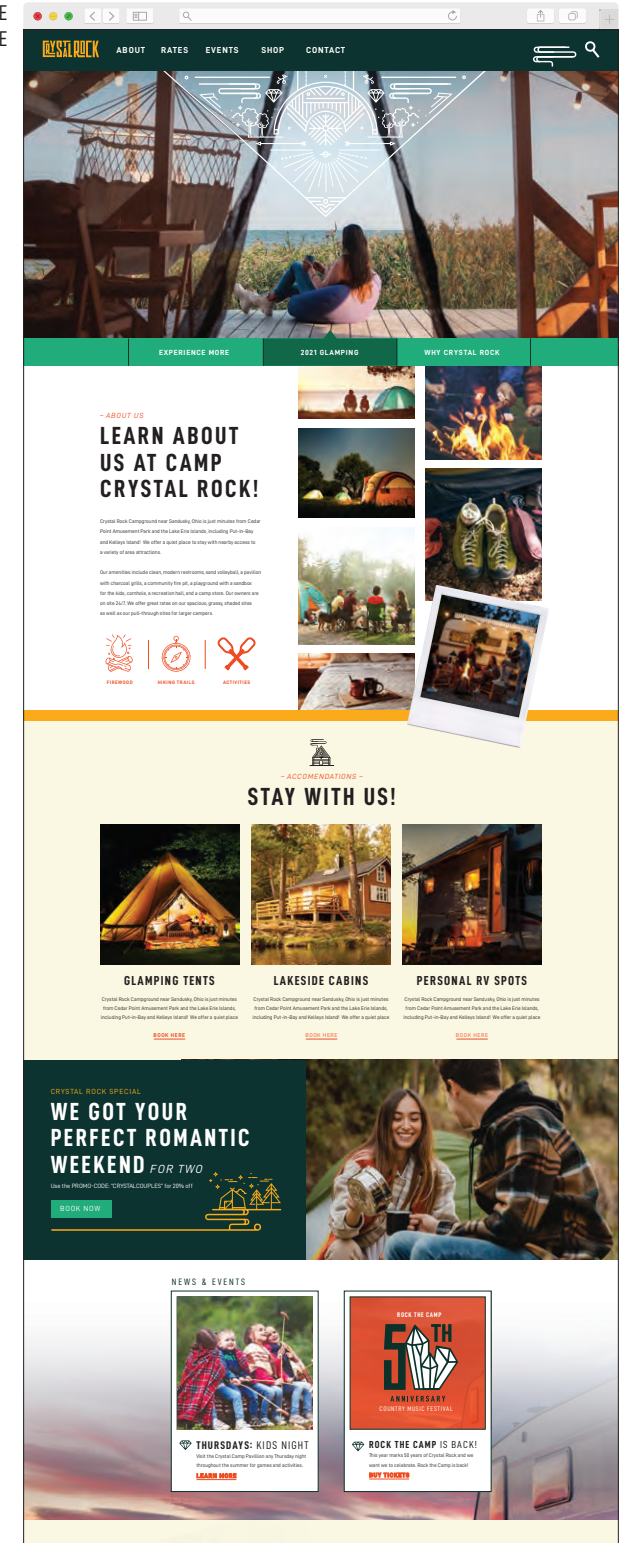 E
E
CRYSTAL ROCK
ABOUT RATES EVENTS SHOP CONTACT
EXPERIENCE MORE 2021 GLAMPING WHY CRYSTAL ROCK
– ABOUT US
LEARN ABOUT
US AT CAMP
CRYSTAL ROCK!
Crystal Rock Campground near Sandusky, Ohio is just minutes from Cedar
Point Amusement Park and the Lake Erie Islands, including Put-in-Bay
and Kelleys Island! We offer a quiet place to stay with nearby access to
a variety of area attractions.
Our amenities include clean, modern restrooms, sand volleyball, a pavilion
with charcoal grills, a community fire pit, a playground with a sandbox
for the kids, cornhole, a recreation hall, and a camp store. Our owners are
on site 24/7. We offer great rates on our spacious, grassy, shaded sites
as well as our pull-through sites for larger campers.
FIREWOOD HIKING TRAILS ACTIVITIES
– ACCOMENDATIONS –
STAY WITH US!
GLAMPING TENTS
Crystal Rock Campground near Sandusky, Ohio is just minutes
from Cedar Point Amusement Park and the Lake Erie Islands,
including Put-in-Bay and Kelleys Island! We offer a quiet place
BOOK HERE
LAKESIDE CABINS
Crystal Rock Campground near Sandusky, Ohio is just minutes
from Cedar Point Amusement Park and the Lake Erie Islands,
including Put-in-Bay and Kelleys Island! We offer a quiet place
BOOK HERE
PERSONAL RV SPOTS
Crystal Rock Campground near Sandusky, Ohio is just minutes
from Cedar Point Amusement Park and the Lake Erie Islands,
including Put-in-Bay and Kelleys Island! We offer a quiet place
BOOK HERE
CRYSTAL ROCK SPECIAL
WE GOT YOUR
PERFECT ROMANTIC
WEEKEND FOR TWO
Use the PROMO-CODE: "CRYSTALCOUPLES" for 20% off
BOOK NOW
NEWS & EVENTS
THURSDAYS: KIDS NIGHT
Visit the Crystal Camp Pavilion any Thursday night
throughout the summer for games and activities.
LEARN MORE
ROCK THE CAMP
50TH
ANNIVERSARY
COUNTRY MUSIC FESTIVAL
ROCK THE CAMP IS BACK!
This year marks 50 years of Crystal Rock and we
want we to celebrate. Rock the Camp is back!
BUY TICKETS